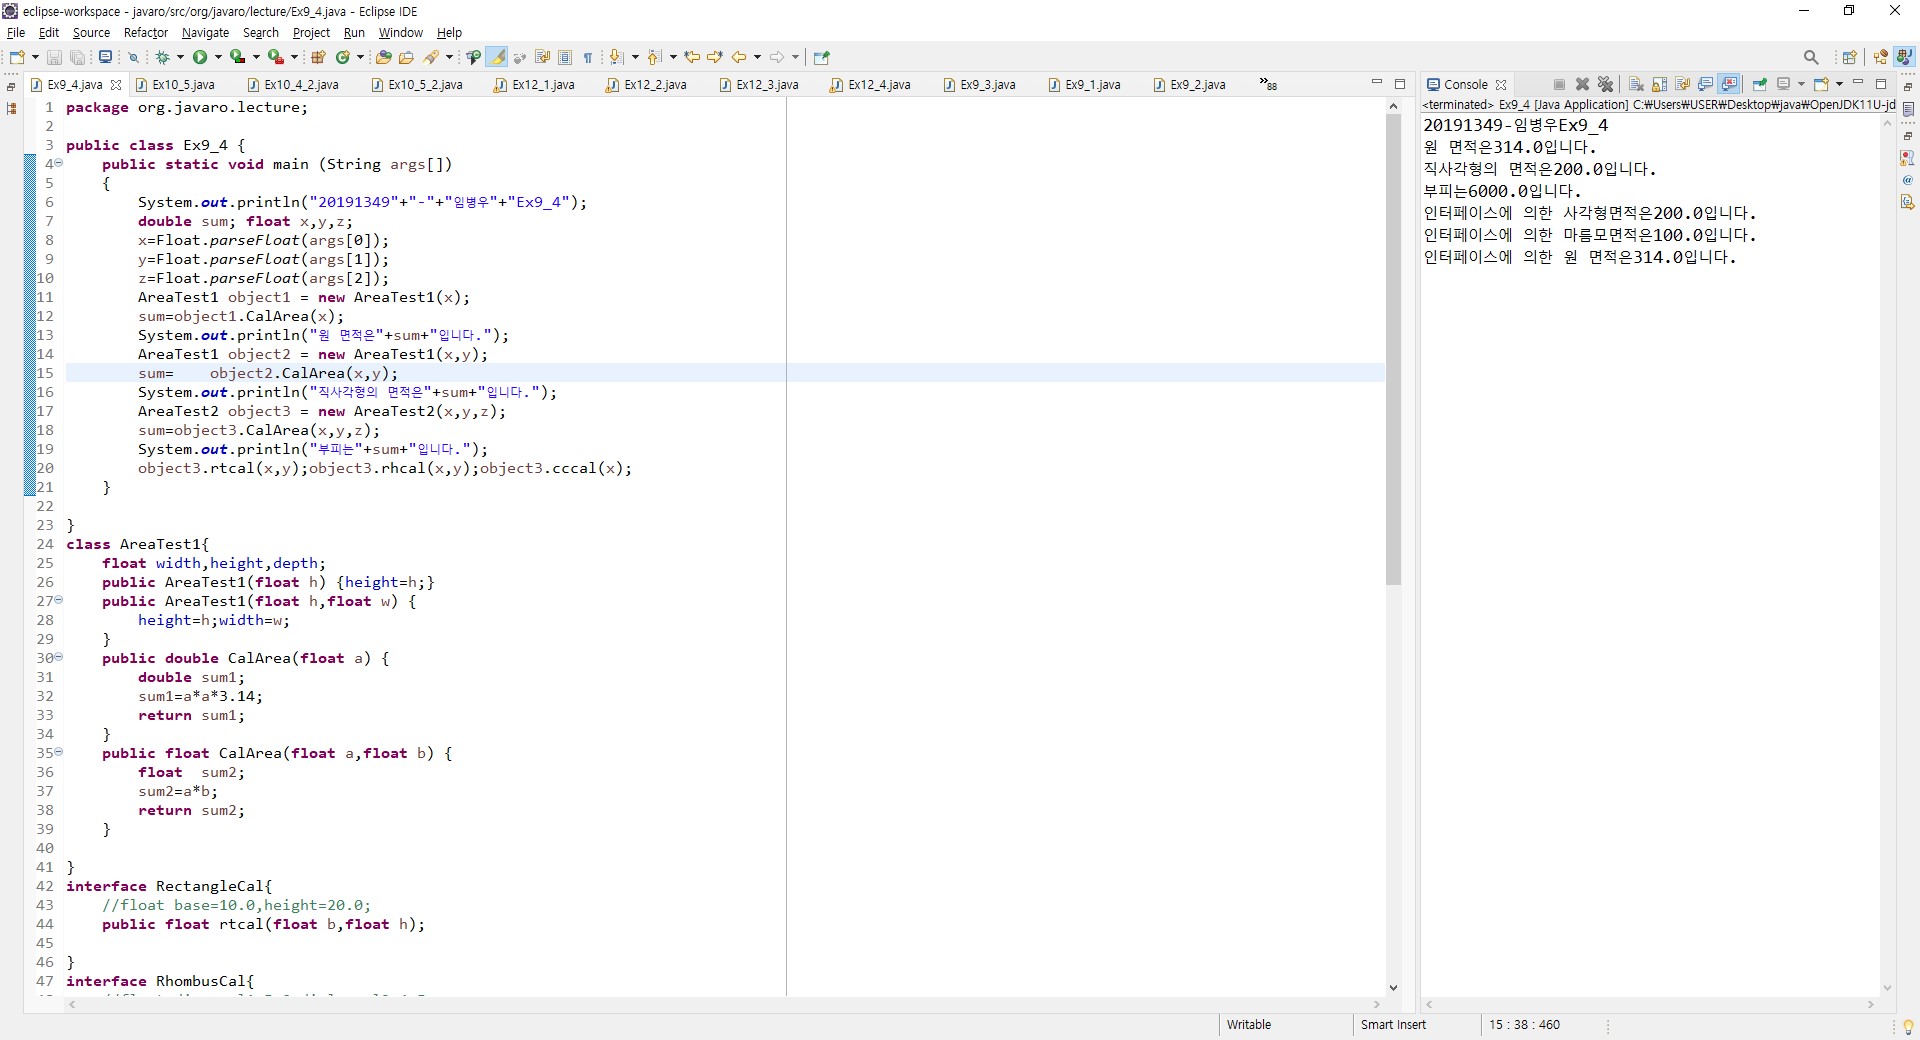 eclipse-workspace - javaro/src/org/javaro/lecture/Ex9_4.java - Eclipse IDE
File Edit Source Refactor Navigate Search Project Run Window Help
Ex9_4.java Ex10_5.java Ex10_4_2.java Ex10_5_2.java Ex12_1.java Ex12_2.java Ex12_3.java Ex12_4.java Ex9_3.java Ex9_1.java Ex9_2.java »88
1 package org.javaro.lecture;
2
3 public class Ex9_4 {
4 public static void main (String args[])
5 {
6 System.out.println("20191349"+"-"+"임병우"+"Ex9_4");
7 double sum; float x,y,z;
8 x=Float.parseFloat(args[0]);
9 y=Float.parseFloat(args[1]);
10 z=Float.parseFloat(args[2]);
11 AreaTest1 object1 = new AreaTest1(x);
12 sum=object1.CalArea(x);
13 System.out.println("원 면적은"+sum+"입니다.");
14 AreaTest1 object2 = new AreaTest1(x,y);
15 sum=    object2.CalArea(x,y);
16 System.out.println("직사각형의 면적은"+sum+"입니다.");
17 AreaTest2 object3 = new AreaTest2(x,y,z);
18 sum=object3.CalArea(x,y,z);
19 System.out.println("부피는"+sum+"입니다.");
20 object3.rtcal(x,y);object3.rhcal(x,y);object3.cccal(x);
21 }
22
23 }
24 class AreaTest1{
25 float width,height,depth;
26 public AreaTest1(float h) {height=h;}
27 public AreaTest1(float h,float w) {
28 height=h;width=w;
29 }
30 public double CalArea(float a) {
31 double sum1;
32 sum1=a*a*3.14;
33 return sum1;
34 }
35 public float CalArea(float a,float b) {
36 float  sum2;
37 sum2=a*b;
38 return sum2;
39 }
40
41 }
42 interface RectangleCal{
43 //float base=10.0,height=20.0;
44 public float rtcal(float b,float h);
45
46 }
47 interface RhombusCal{
Console
<terminated> Ex9_4 [Java Application] C:₩Users₩USER₩Desktop₩java₩OpenJDK11U-jd
20191349-임병우Ex9_4
원 면적은314.0입니다.
직사각형의 면적은200.0입니다.
부피는6000.0입니다.
인터페이스에 의한 사각형면적은200.0입니다.
인터페이스에 의한 마름모면적은100.0입니다.
인터페이스에 의한 원 면적은314.0입니다.
Writable Smart Insert 15 : 38 : 460